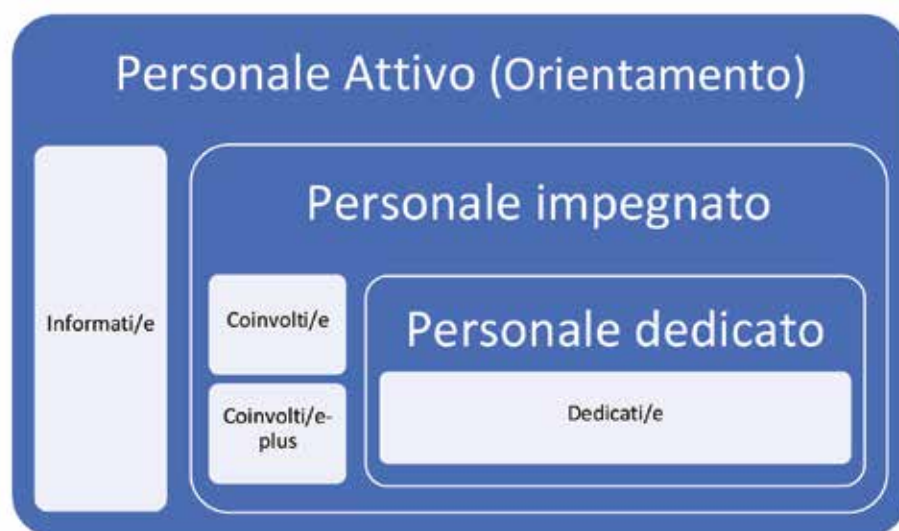 Personale Attivo (Orientamento)
Informati/e
Personale impegnato
Coinvolti/e
Coinvolti/e-
plus
Personale dedicato
Dedicati/e